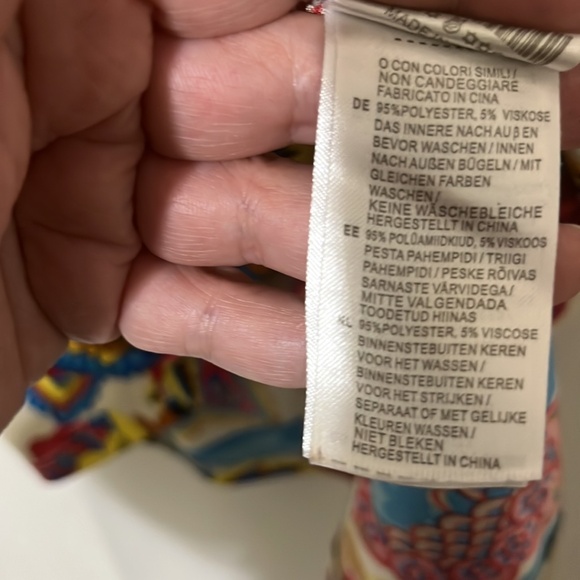 MADE
O CON COLORI SIMILI /
NON CANDEGGIARE
FABRICATO IN CINA
DE 95%POLYESTER, 5% VISKOSE
DAS INNERE NACH AUβEN
BEVOR WASCHEN / INNEN
NACH AUßEN BÜGELN / MIT
GLEICHEN FARBEN
WASCHEN /
KEINE WÄSCHEBLEICHE
HERGESTELLT IN CHINA
EE 95% POLÜAMIIDKIUD, 5% VISKOOS
PESTA PAHEMPIDI / TRIIGI
PAHEMPIDI / PESKE RÕIVAS
SARNASTE VÄRVIDEGA /
MITTE VALGENDADA
TOODETUD HIINAS
NL 95%POLYESTER, 5% VISCOSE
BINNENSTEBUITEN KEREN
VOOR HET WASSEN /
BINNENSTEBUITEN KEREN
VOOR HET STRIJKEN /
SEPARAAT OF MET GELIJKE
KLEUREN WASSEN /
NIET BLEKEN
HERGESTELLT IN CHINA